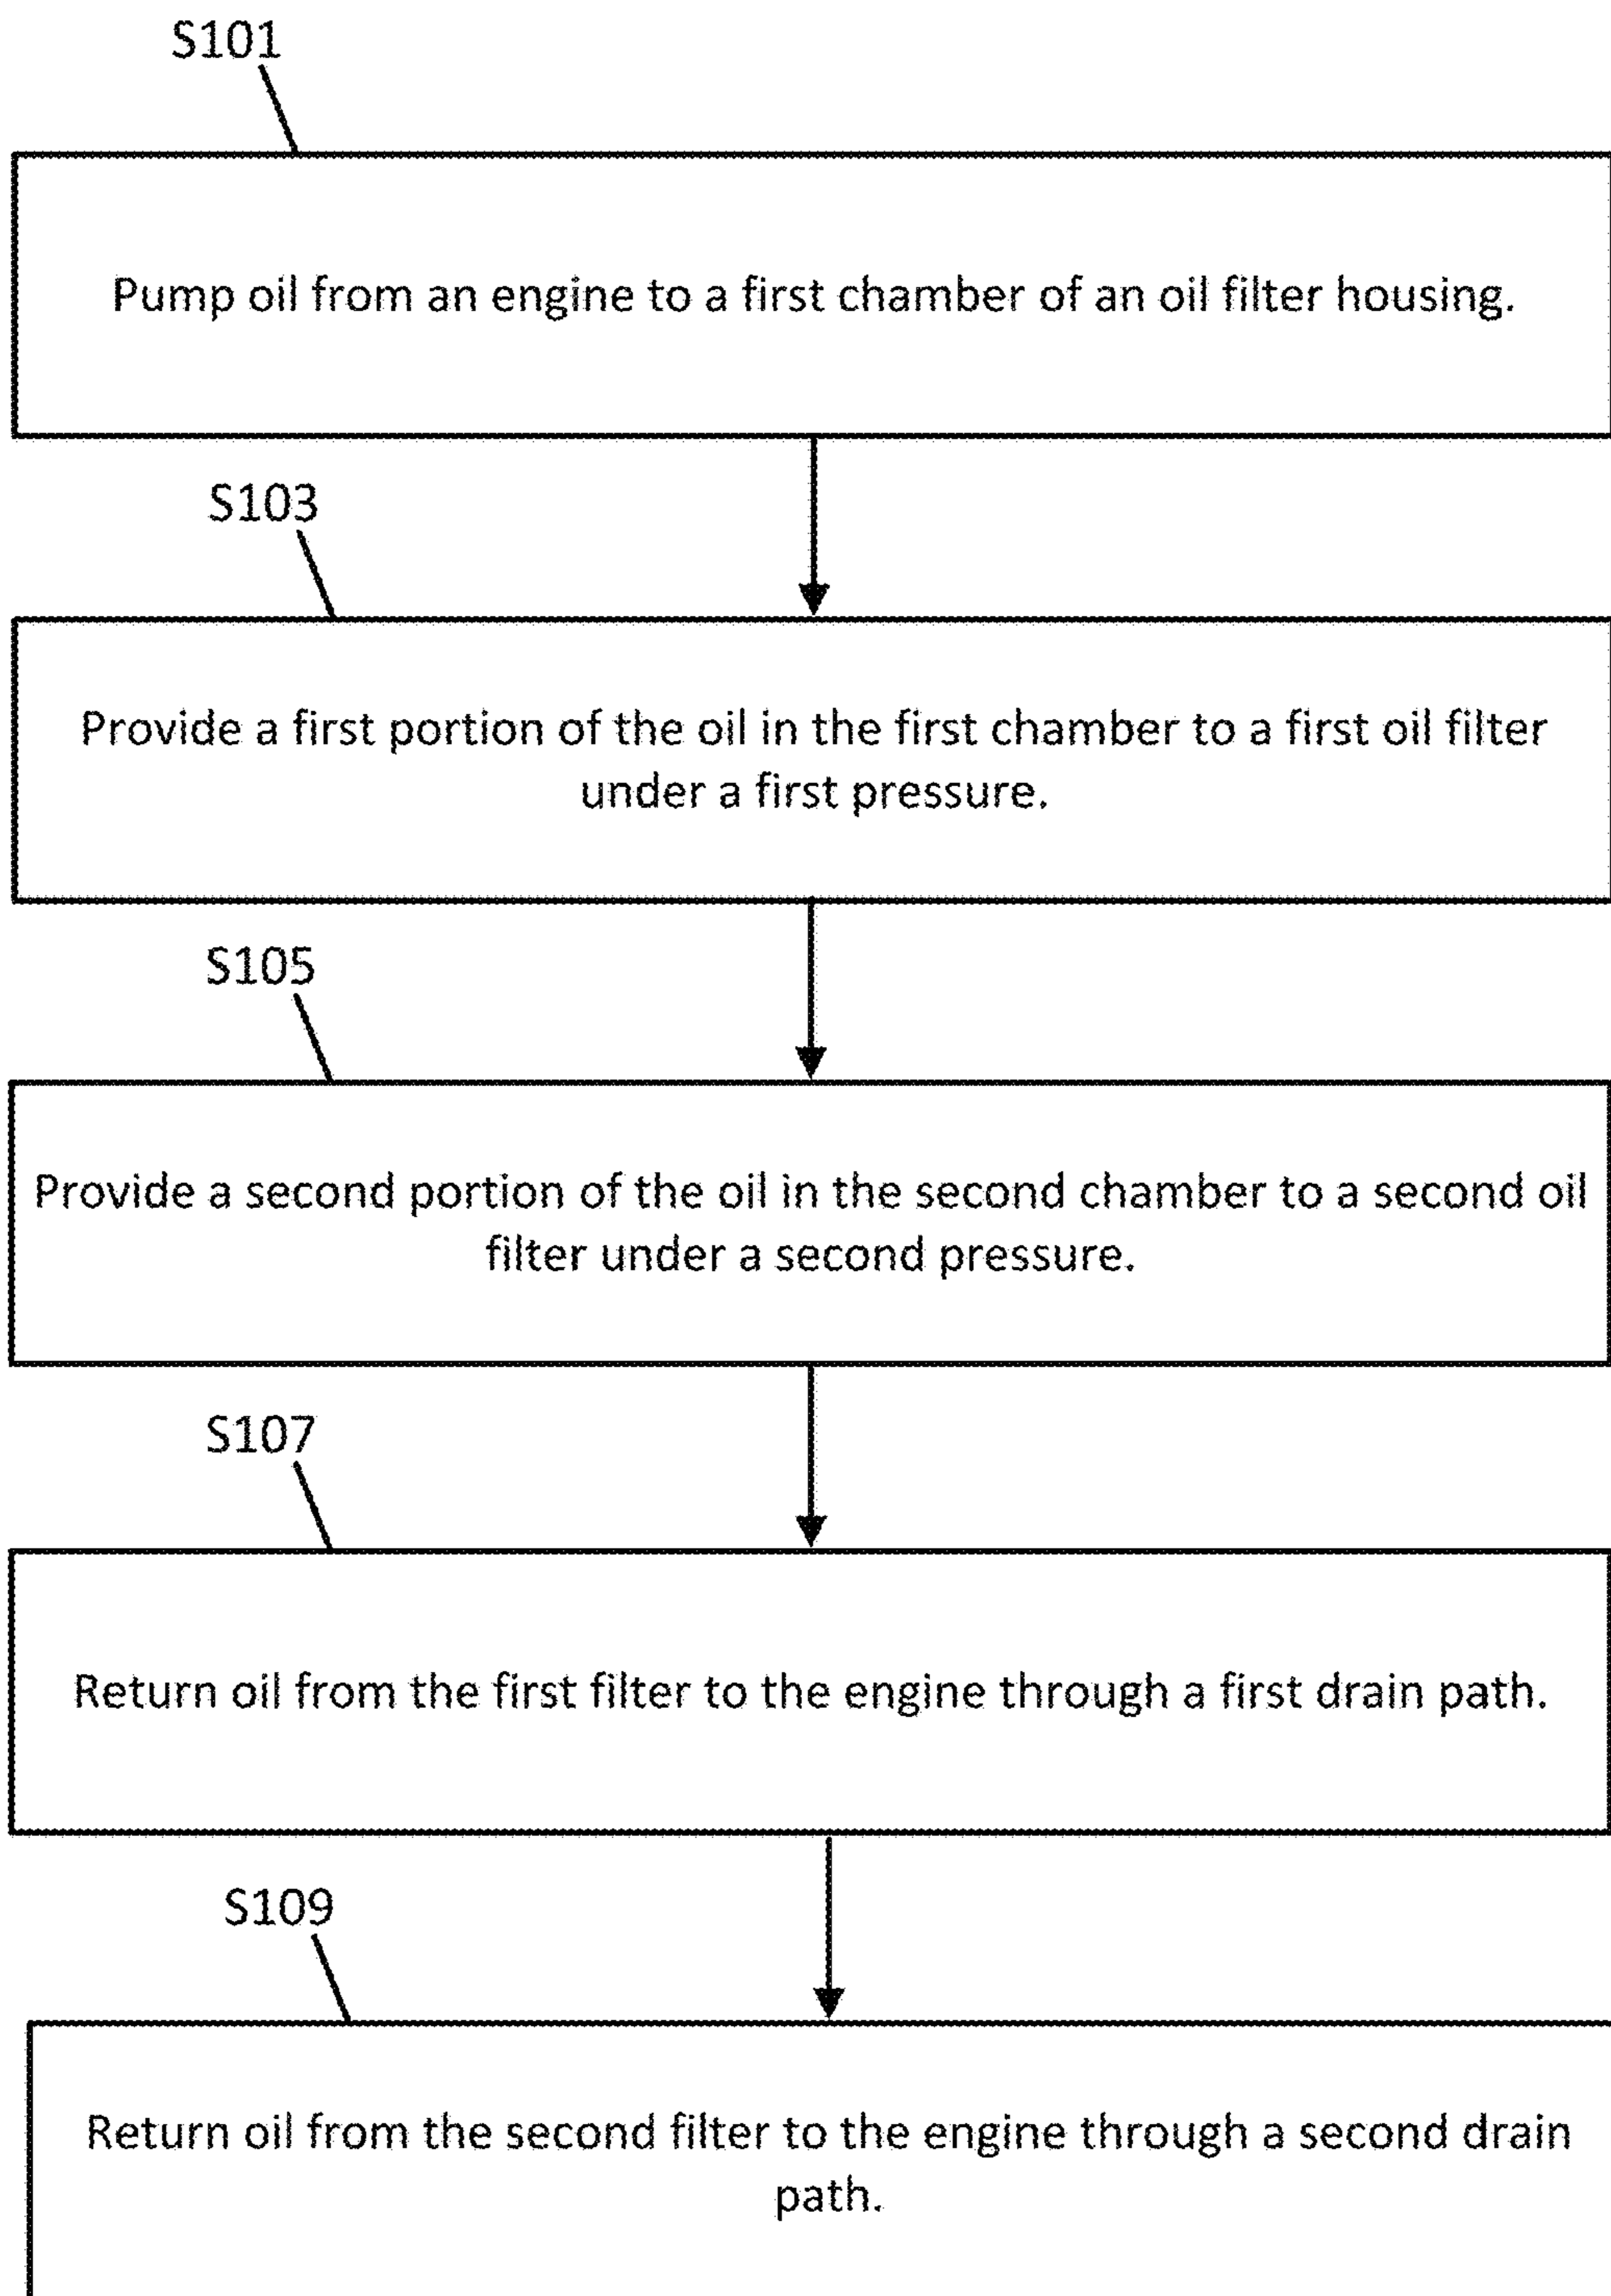 S101
Pump oil from an engine to a first chamber of an oil filter housing.
S103
Provide a first portion of the oil in the first chamber to a first oil filter
under a first pressure.
S105
Provide a second portion of the oil in the second chamber to a second oil
filter under a second pressure.
S107
Return oil from the first filter to the engine through a first drain path.
S109
Return oil from the second filter to the engine through a second drain
path.